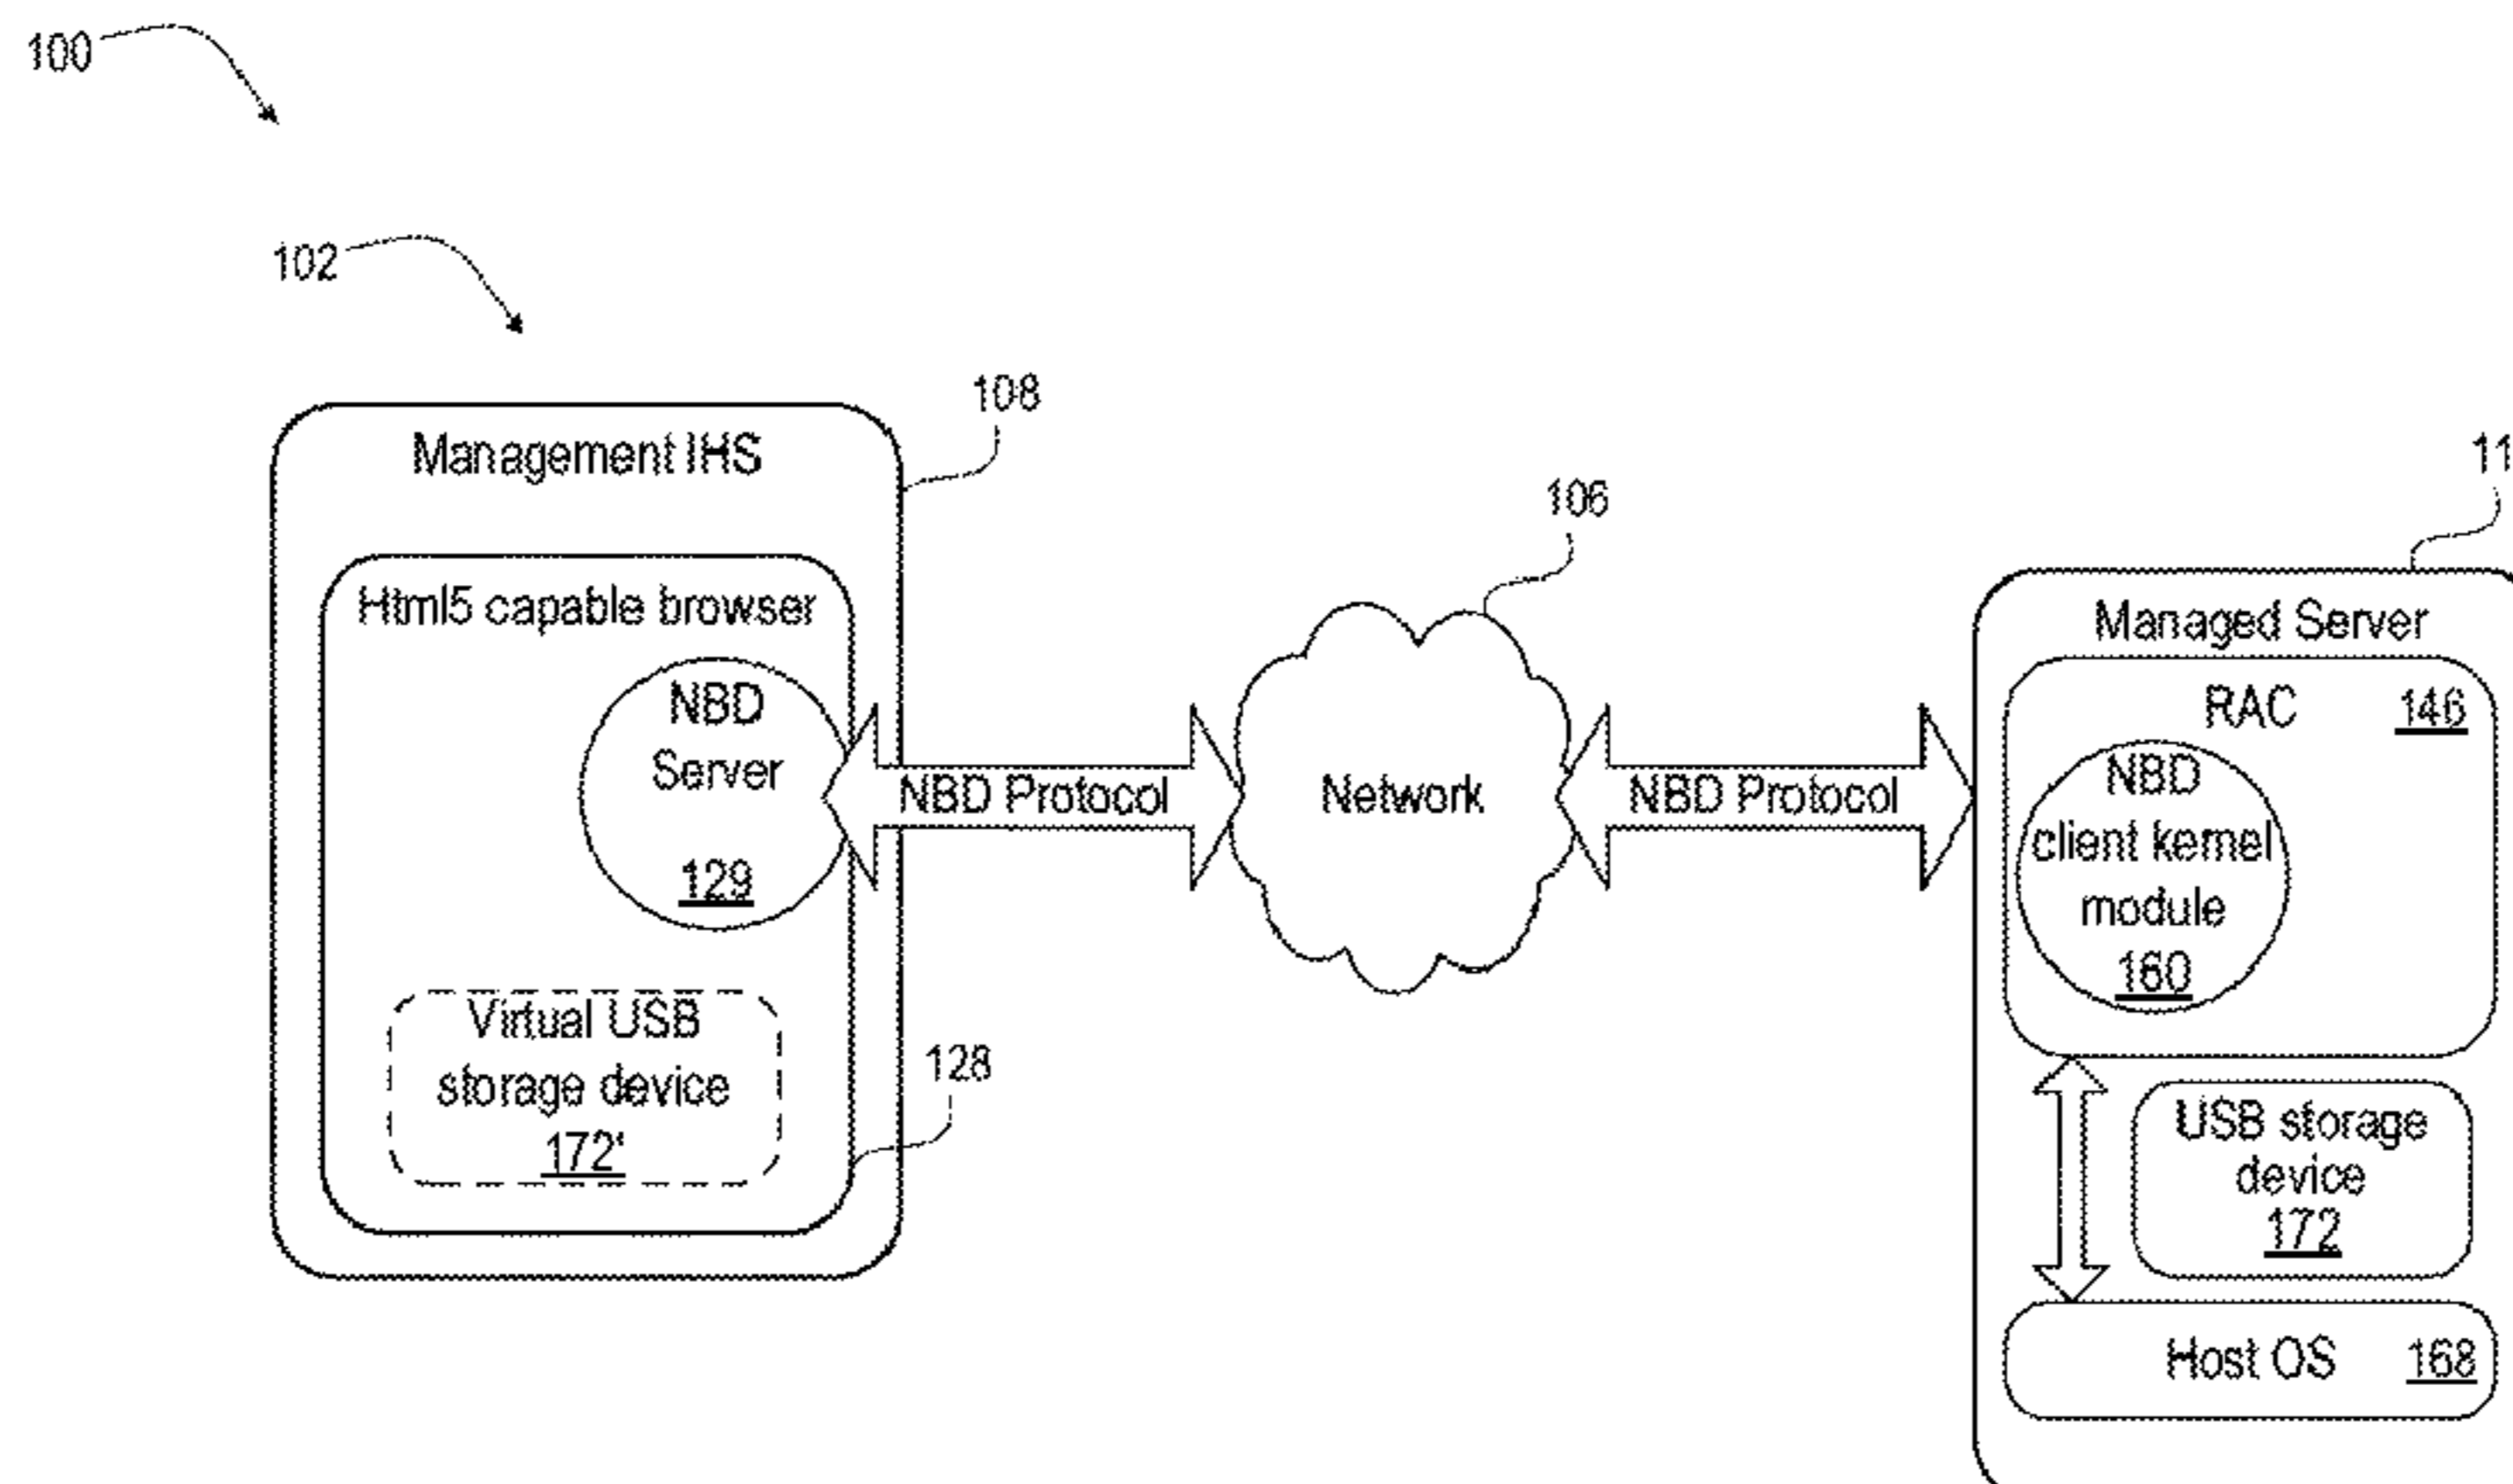 100
102
108
Management IHS
Html5 capable browser
NBD
Server
129
Virtual USB
storage device
172'
128
NBD Protocol
106
Network
NBD Protocol
11
Managed Server
RAC 146
NBD
client kernel
module
160
USB storage
device
172
Host OS 168